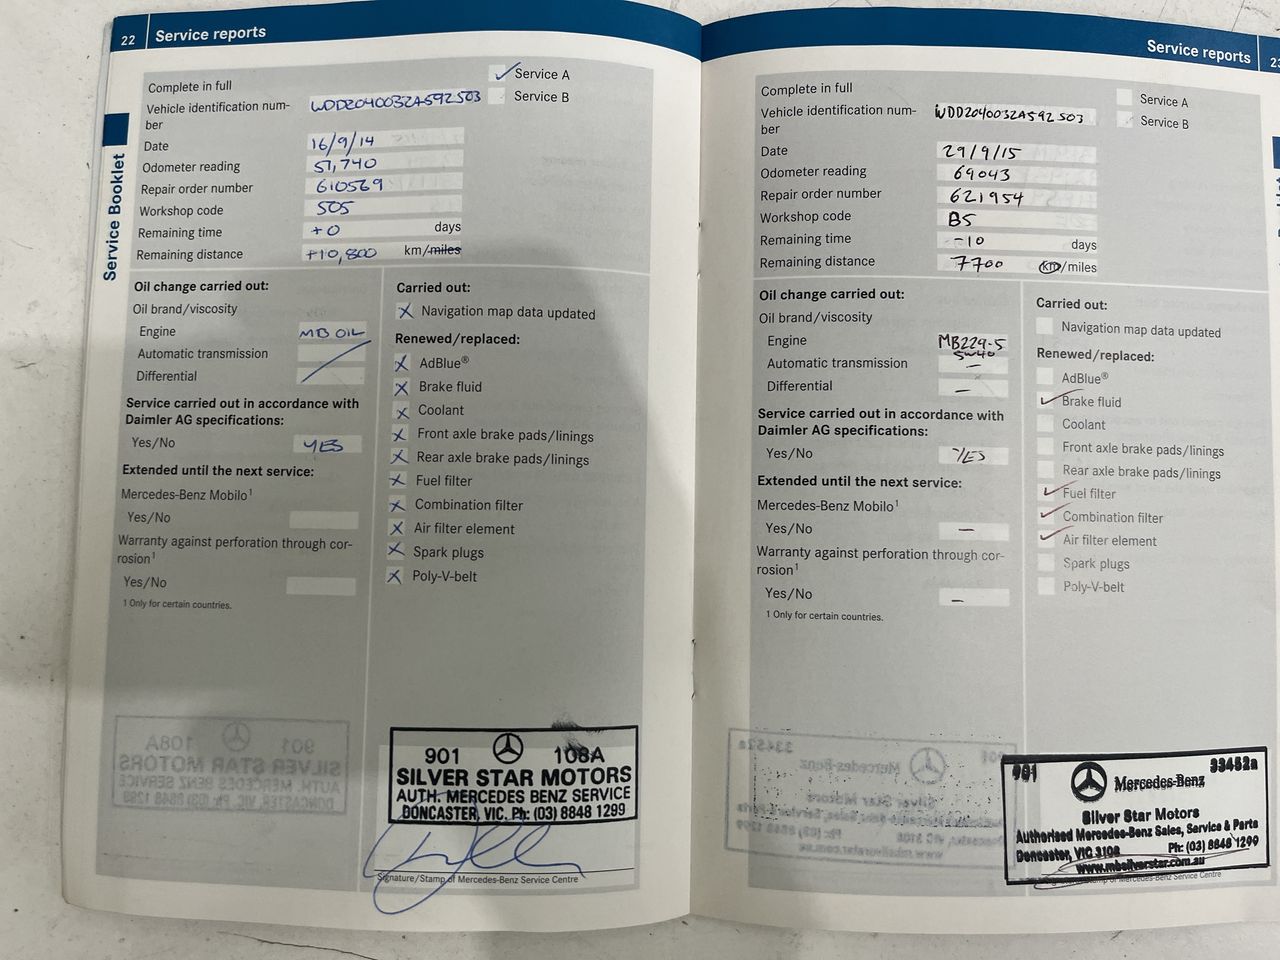 22 Service reports
Service Booklet
Complete in full
Service A
Service B
Vehicle identification num-
ber
WDD2040032A592503
Date 16/9/14
Odometer reading 51,740
Repair order number 610569
Workshop code 505
Remaining time +0 days
Remaining distance +10,800 km/miles
Oil change carried out:
Oil brand/viscosity
Engine MB OIL
Automatic transmission
Differential
Service carried out in accordance with
Daimler AG specifications:
Yes/No YES
Extended until the next service:
Mercedes-Benz Mobilo1
Yes/No
Warranty against perforation through cor-
rosion1
Yes/No
1 Only for certain countries.
Carried out:
Navigation map data updated
Renewed/replaced:
AdBlue®
Brake fluid
Coolant
Front axle brake pads/linings
Rear axle brake pads/linings
Fuel filter
Combination filter
Air filter element
Spark plugs
Poly-V-belt
901 108A
SILVER STAR MOTORS
AUTH. MERCEDES BENZ SERVICE
DONCASTER, VIC. Ph: (03) 8848 1299
Signature/Stamp of Mercedes-Benz Service Centre
Service reports 23
Complete in full
Service A
Service B
Vehicle identification num-
ber
WDD2040032A592503
Date 29/9/15
Odometer reading 69043
Repair order number 621954
Workshop code B5
Remaining time -10 days
Remaining distance 7700 km/miles
Oil change carried out:
Oil brand/viscosity
Engine MB229-5
5W40
Automatic transmission –
Differential –
Service carried out in accordance with
Daimler AG specifications:
Yes/No YES
Extended until the next service:
Mercedes-Benz Mobilo1
Yes/No –
Warranty against perforation through cor-
rosion1
Yes/No –
1 Only for certain countries.
Carried out:
Navigation map data updated
Renewed/replaced:
AdBlue®
Brake fluid
Coolant
Front axle brake pads/linings
Rear axle brake pads/linings
Fuel filter
Combination filter
Air filter element
Spark plugs
Poly-V-belt
901 Mercedes-Benz 33452a
Silver Star Motors
Authorised Mercedes-Benz Sales, Service & Parts
Doncaster, VIC 3108 Ph: (03) 8848 1299
www.mbsilverstar.com.au
of Mercedes-Benz Service Centre